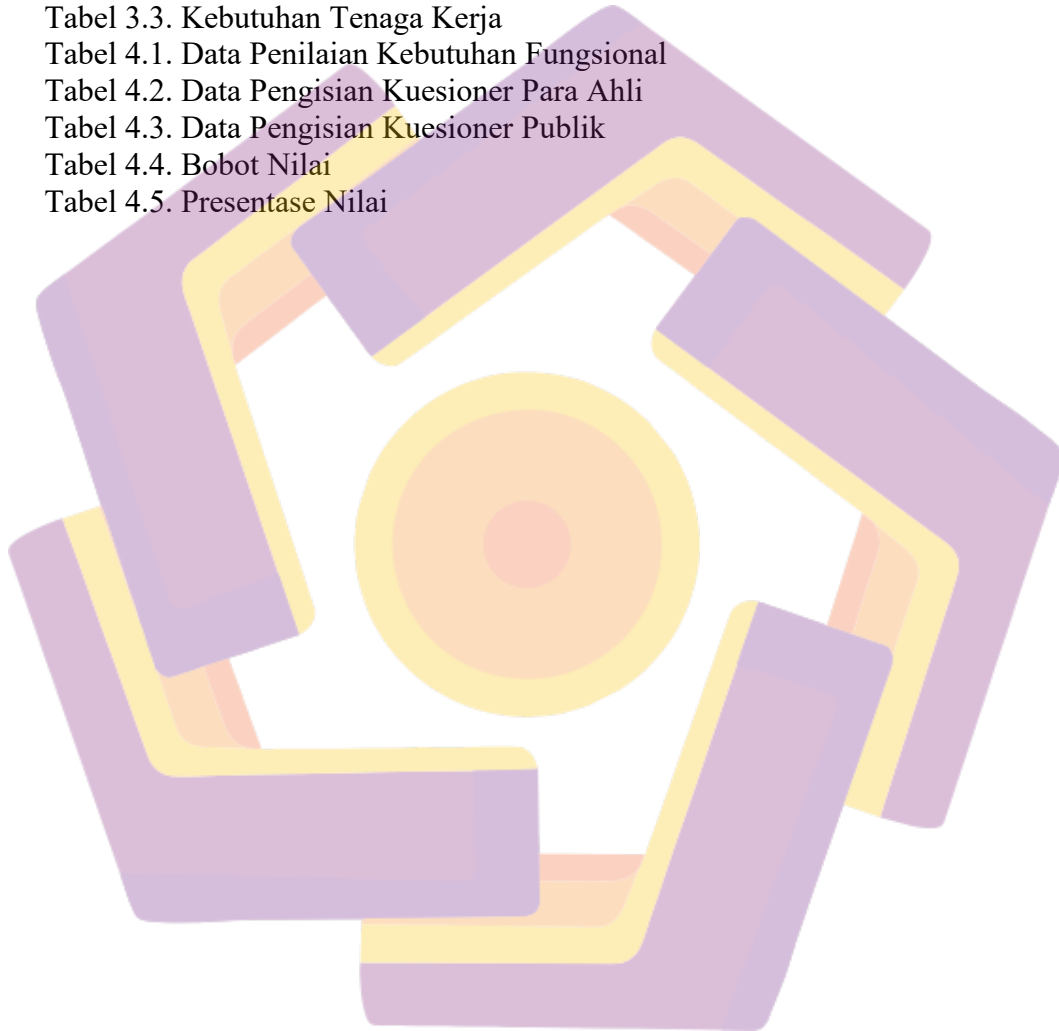 Tabel 3.3. Kebutuhan Tenaga Kerja
Tabel 4.1. Data Penilaian Kebutuhan Fungsional
Tabel 4.2. Data Pengisian Kuesioner Para Ahli
Tabel 4.3. Data Pengisian Kuesioner Publik
Tabel 4.4. Bobot Nilai
Tabel 4.5. Presentase Nilai